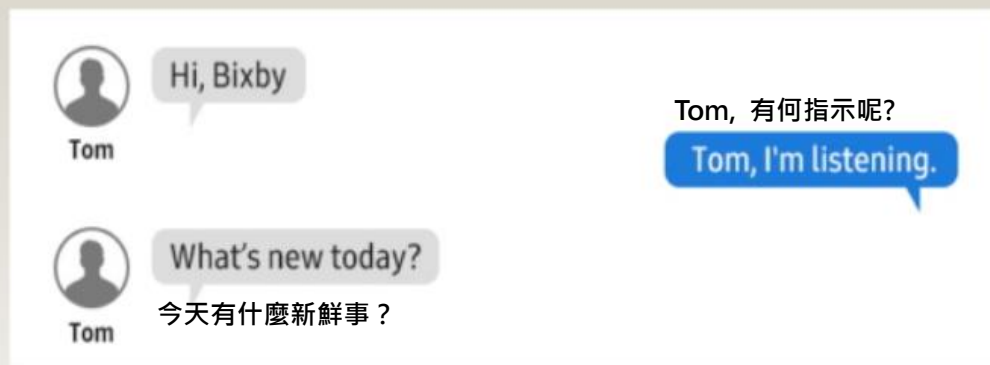 Hi, Bixby
Tom
Tom, 有何指示呢?
Tom, I'm listening.
What's new today?
今天有什麼新鮮事？
Tom